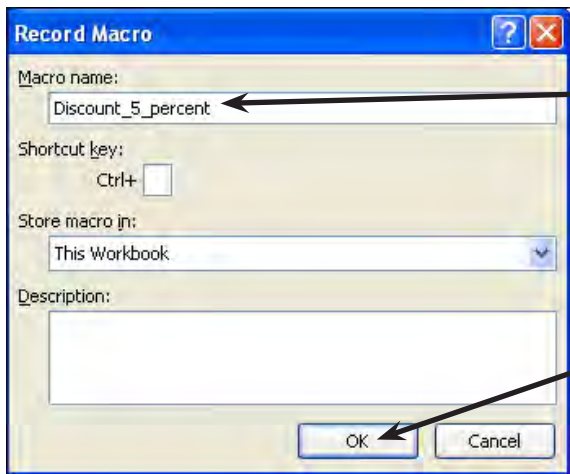 Record Macro
Macro name:
Discount_5_percent
Shortcut key:
Ctrl+
Store macro in:
This Workbook
Description:
OK Cancel